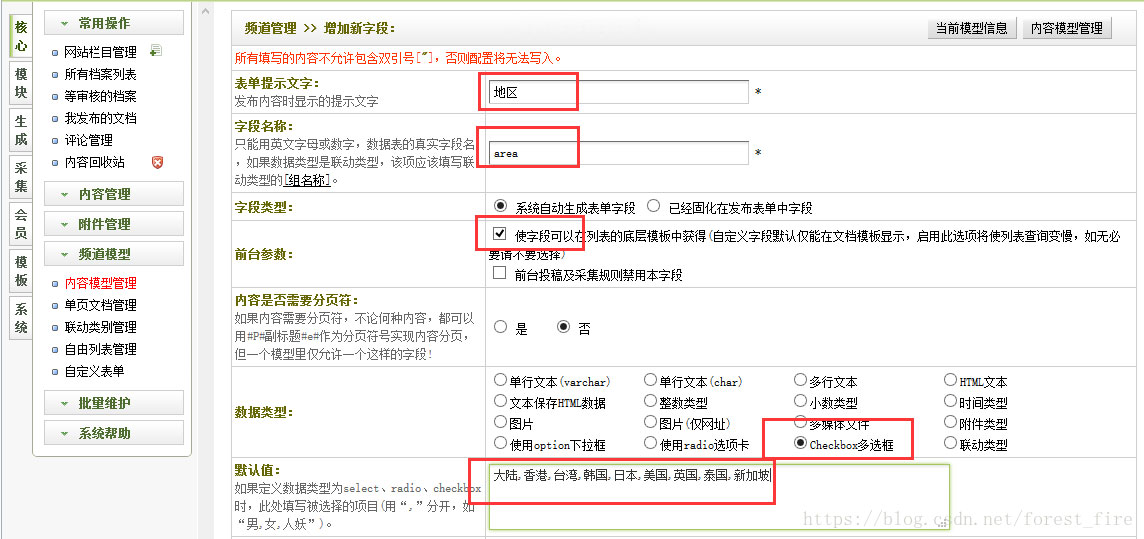 核心
模块
生成
采集
会员
模板
系统
常用操作
网站栏目管理
所有档案列表
等审核的档案
我发布的文档
评论管理
内容回收站
内容管理
附件管理
频道模型
内容模型管理
单页文档管理
联动类别管理
自由列表管理
自定义表单
批量维护
系统帮助
频道管理 >> 增加新字段：
当前模型信息 内容模型管理
所有填写的内容不允许包含双引号["]，否则配置将无法写入。
表单提示文字：
发布内容时显示的提示文字
地区 *
字段名称：
只能用英文字母或数字，数据表的真实字段名
，如果数据类型是联动类型，该项应该填写联
动类型的[组名称]。
area *
字段类型：
系统自动生成表单字段 已经固化在发布表单中字段
前台参数：
使字段可以在列表的底层模板中获得(自定义字段默认仅能在文档模板显示，启用此选项将使列表查询变慢，如无必
要请不要选择)
前台投稿及采集规则禁用本字段
内容是否需要分页符：
如果内容需要分页符，不论何种内容，都可以
用#P#副标题#e#作为分页符号实现内容分页，
但一个模型里仅允许一个这样的字段!
是 否
数据类型：
单行文本(varchar) 单行文本(char) 多行文本 HTML文本
文本保存HTML数据 整数类型 小数类型 时间类型
图片 图片(仅网址) 多媒体文件 附件类型
使用option下拉框 使用radio选项卡 Checkbox多选框 联动类型
默认值：
如果定义数据类型为select、radio、checkbox
时，此处填写被选择的项目(用“,”分开，如
“男,女,人妖”)。
大陆,香港,台湾,韩国,日本,美国,英国,泰国,新加坡
https://blog.csdn.net/forest_fire